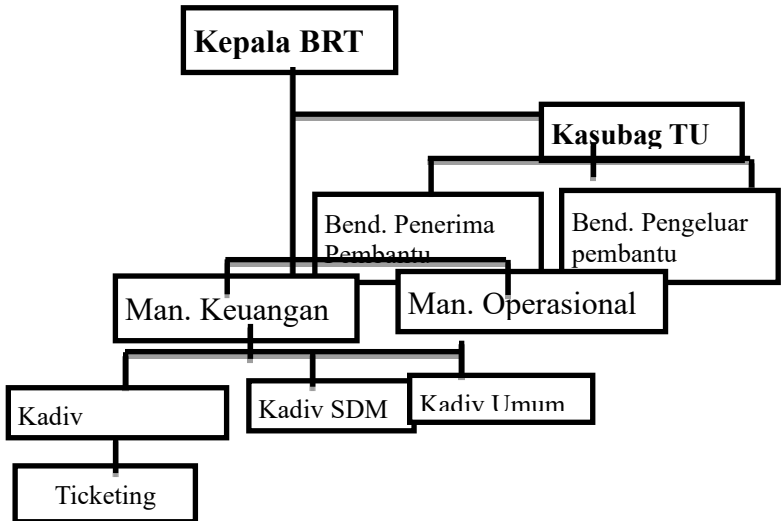 Kepala BRT
Kasubag TU
Bend. Penerima
Pembantu
Bend. Pengeluar
pembantu
Man. Keuangan
Man. Operasional
Kadiv
Kadiv SDM
Kadiv Umum
Ticketing